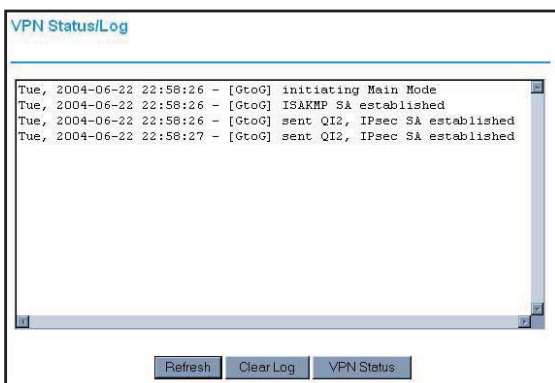 VPN Status/Log
Tue, 2004-06-22 22:58:26 - [GtoG] initiating Main Mode
Tue, 2004-06-22 22:58:26 - [GtoG] ISAKMP SA established
Tue, 2004-06-22 22:58:26 - [GtoG] sent QI2, IPsec SA established
Tue, 2004-06-22 22:58:27 - [GtoG] sent QI2, IPsec SA established
Refresh Clear Log VPN Status